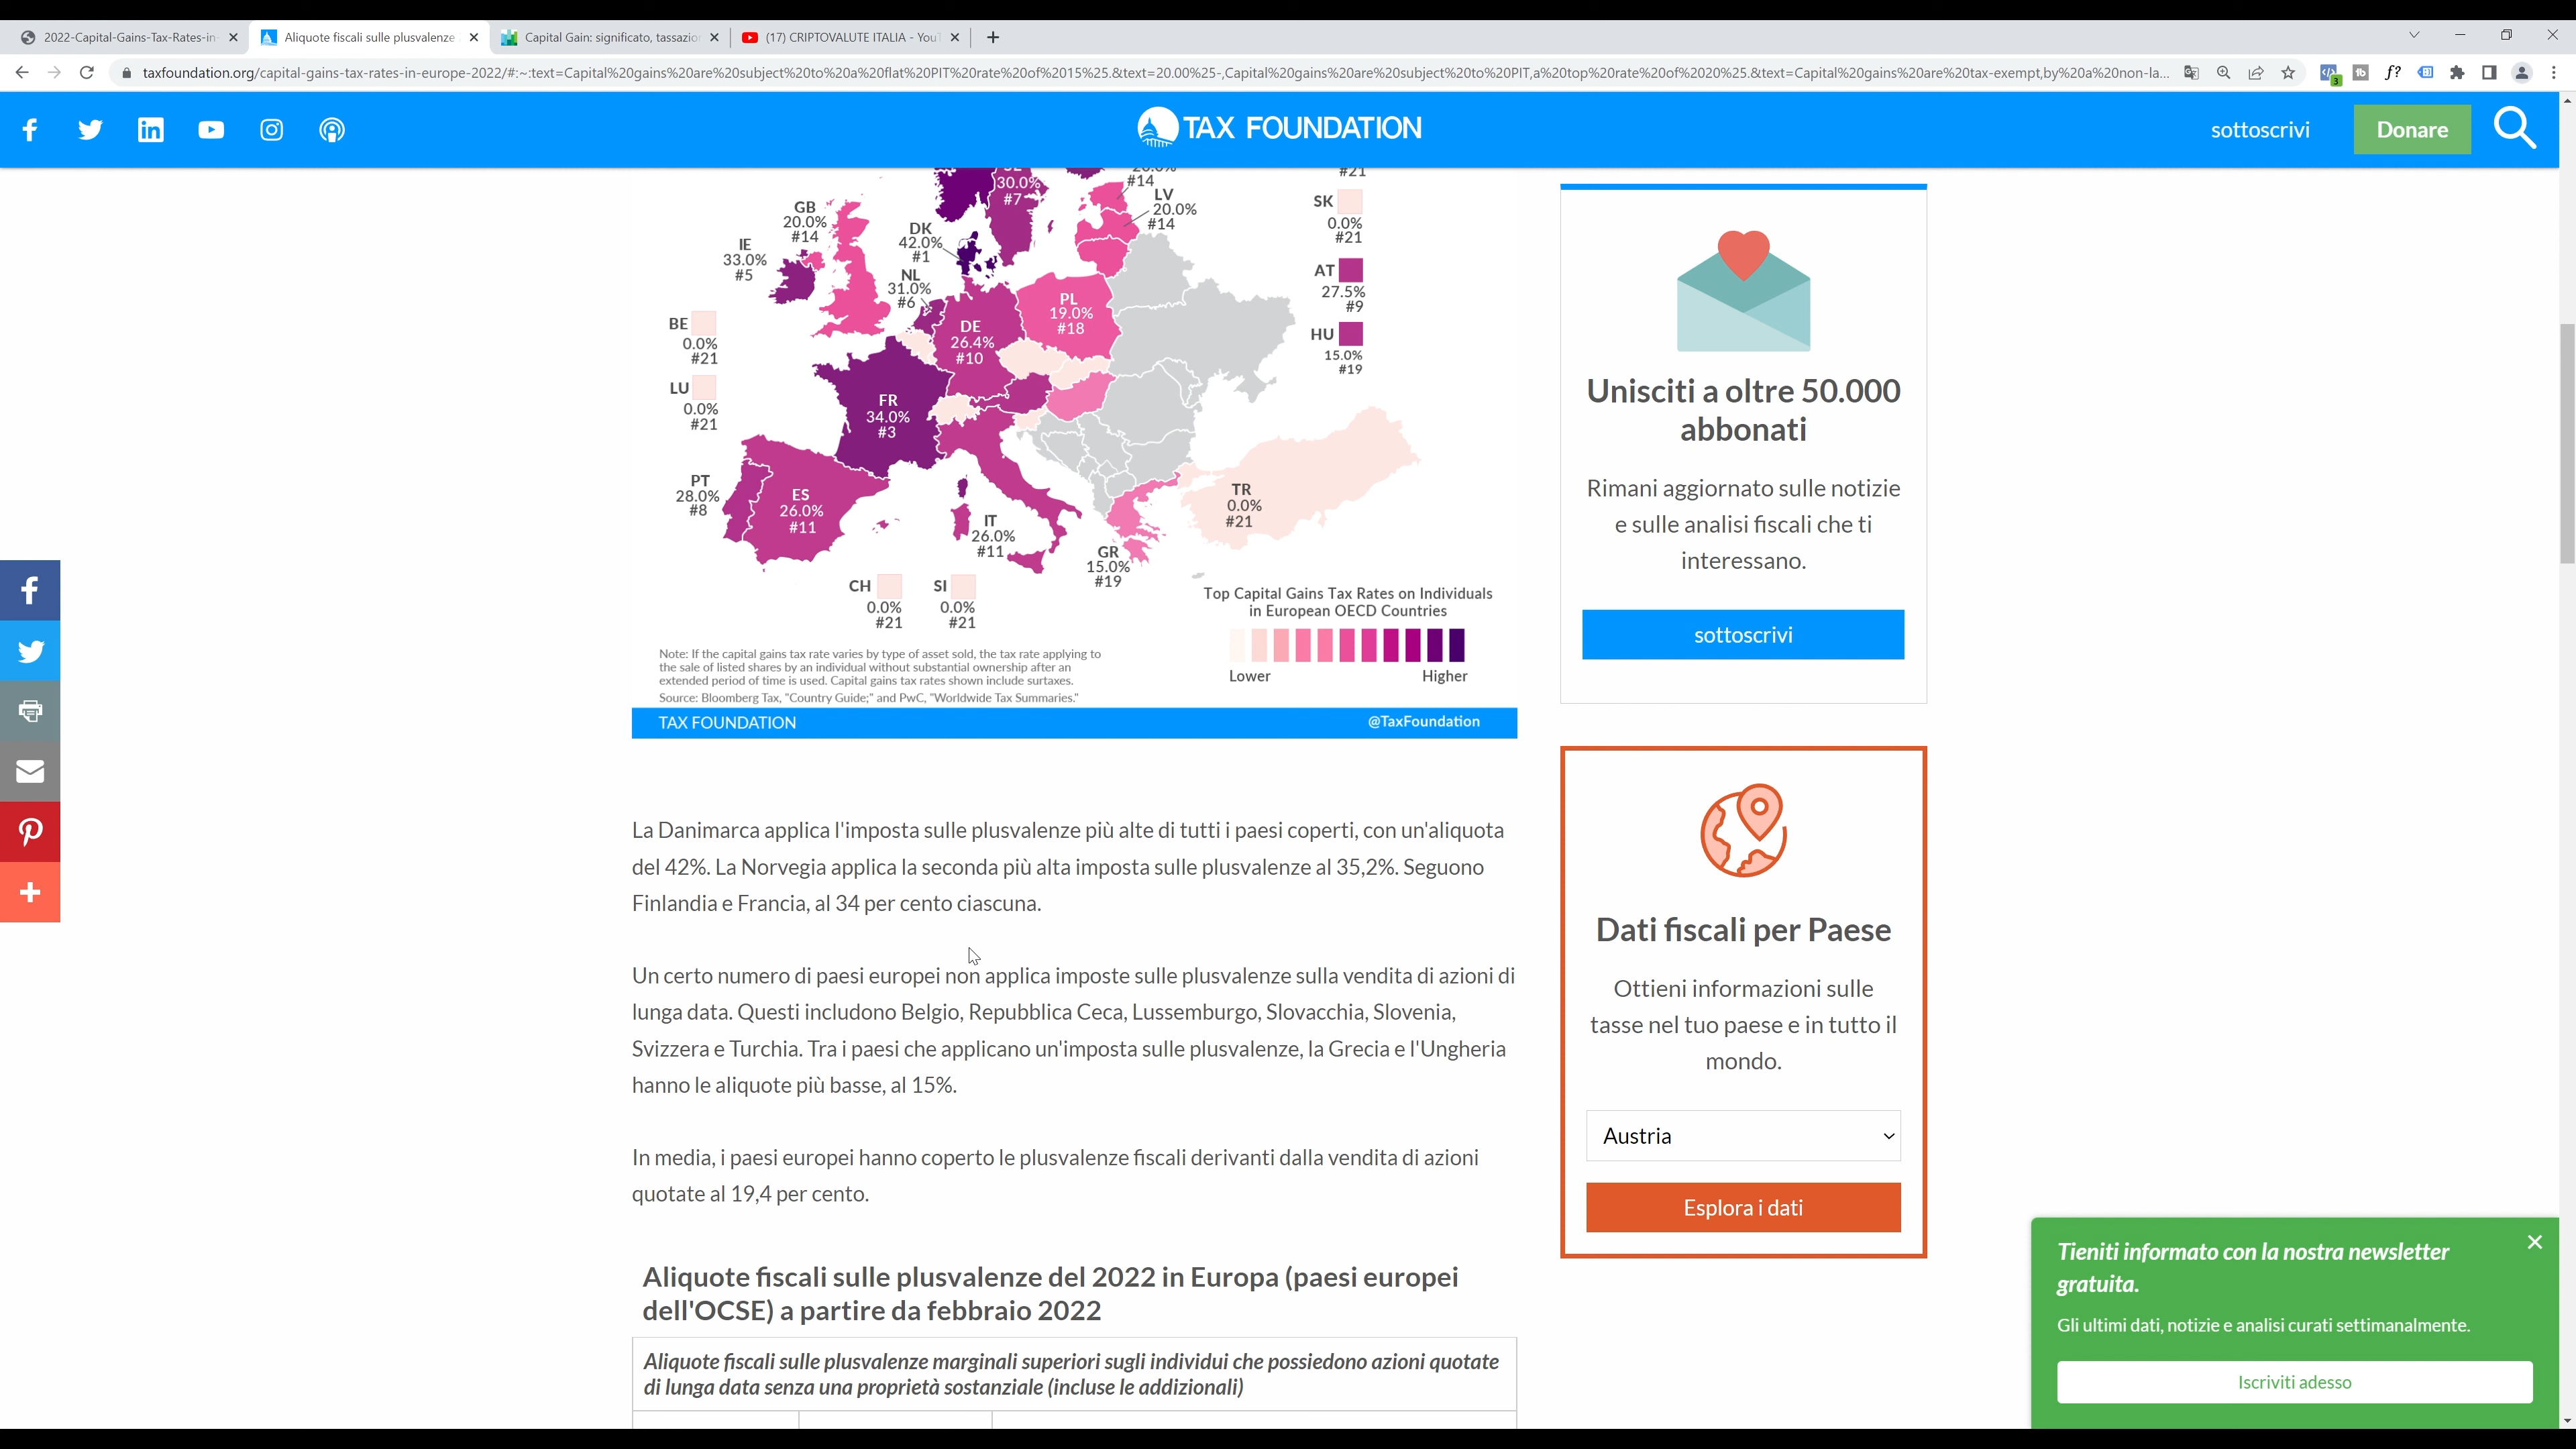 2022-Capital-Gains-Tax-Rates-in-
Aliquote fiscali sulle plusvalenze
Capital Gain: significato, tassazio
(17) CRIPTOVALUTE ITALIA - You
taxfoundation.org/capital-gains-tax-rates-in-europe-2022/#:~:text=Capital%20gains%20are%20subject%20to%20a%20flat%20PIT%20rate%20of%2015%25.&text=20.00%25-,Capital%20gains%20are%20subject%20to%20PIT,a%20top%20rate%20of%2020%25.&text=Capital%20gains%20are%20tax-exempt,by%20a%20non-la...
TAX FOUNDATION
sottoscrivi
Donare
30.0%
#7
#14
LV
20.0%
#14
#21
SK
0.0%
#21
GB
20.0%
#14
IE
33.0%
#5
DK
42.0%
#1
NL
31.0%
#6
PL
19.0%
#18
AT
27.5%
#9
HU
15.0%
#19
BE
0.0%
#21
DE
26.4%
#10
LU
0.0%
#21
FR
34.0%
#3
PT
28.0%
#8
ES
26.0%
#11
IT
26.0%
#11
TR
0.0%
#21
GR
15.0%
#19
CH
0.0%
#21
SI
0.0%
#21
Top Capital Gains Tax Rates on Individuals
in European OECD Countries
Lower
Higher
Note: If the capital gains tax rate varies by type of asset sold, the tax rate applying to
the sale of listed shares by an individual without substantial ownership after an
extended period of time is used. Capital gains tax rates shown include surtaxes.
Source: Bloomberg Tax, "Country Guide;" and PwC, "Worldwide Tax Summaries."
TAX FOUNDATION
@TaxFoundation
La Danimarca applica l'imposta sulle plusvalenze più alte di tutti i paesi coperti, con un'aliquota
del 42%. La Norvegia applica la seconda più alta imposta sulle plusvalenze al 35,2%. Seguono
Finlandia e Francia, al 34 per cento ciascuna.
Un certo numero di paesi europei non applica imposte sulle plusvalenze sulla vendita di azioni di
lunga data. Questi includono Belgio, Repubblica Ceca, Lussemburgo, Slovacchia, Slovenia,
Svizzera e Turchia. Tra i paesi che applicano un'imposta sulle plusvalenze, la Grecia e l'Ungheria
hanno le aliquote più basse, al 15%.
In media, i paesi europei hanno coperto le plusvalenze fiscali derivanti dalla vendita di azioni
quotate al 19,4 per cento.
Aliquote fiscali sulle plusvalenze del 2022 in Europa (paesi europei
dell'OCSE) a partire da febbraio 2022
Aliquote fiscali sulle plusvalenze marginali superiori sugli individui che possiedono azioni quotate
di lunga data senza una proprietà sostanziale (incluse le addizionali)
Unisciti a oltre 50.000
abbonati
Rimani aggiornato sulle notizie
e sulle analisi fiscali che ti
interessano.
sottoscrivi
Dati fiscali per Paese
Ottieni informazioni sulle
tasse nel tuo paese e in tutto il
mondo.
Austria
Esplora i dati
Tieniti informato con la nostra newsletter
gratuita.
Gli ultimi dati, notizie e analisi curati settimanalmente.
Iscriviti adesso